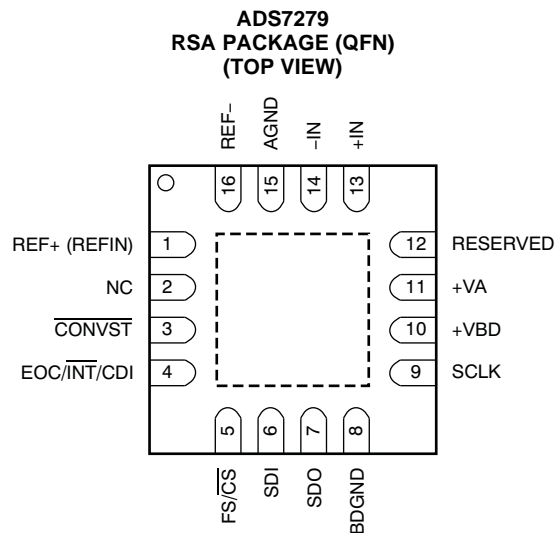 ADS7279
RSA PACKAGE (QFN)
(TOP VIEW)
REF–
AGND
–IN
+IN
16
15
14
13
REF+ (REFIN) 1
12 RESERVED
NC 2
11 +VA
CONVST 3
10 +VBD
EOC/INT/CDI 4
9 SCLK
5
6
7
8
FS/CS
SDI
SDO
BDGND